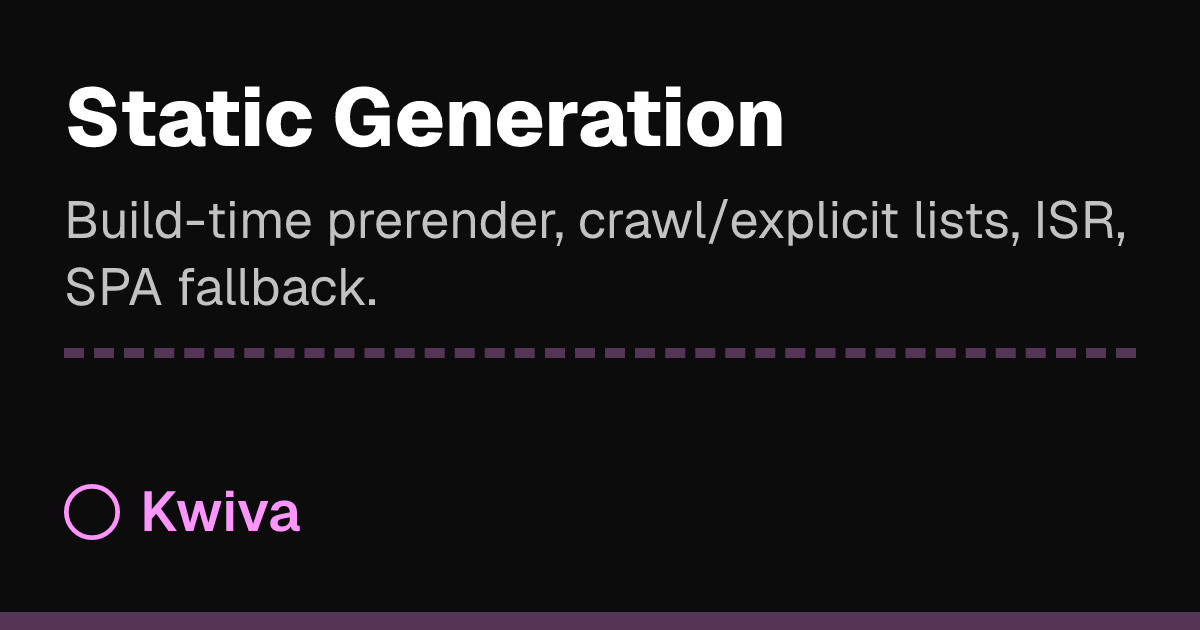 Static Generation
Build-time prerender, crawl/explicit lists, ISR,
SPA fallback.
Kwiva